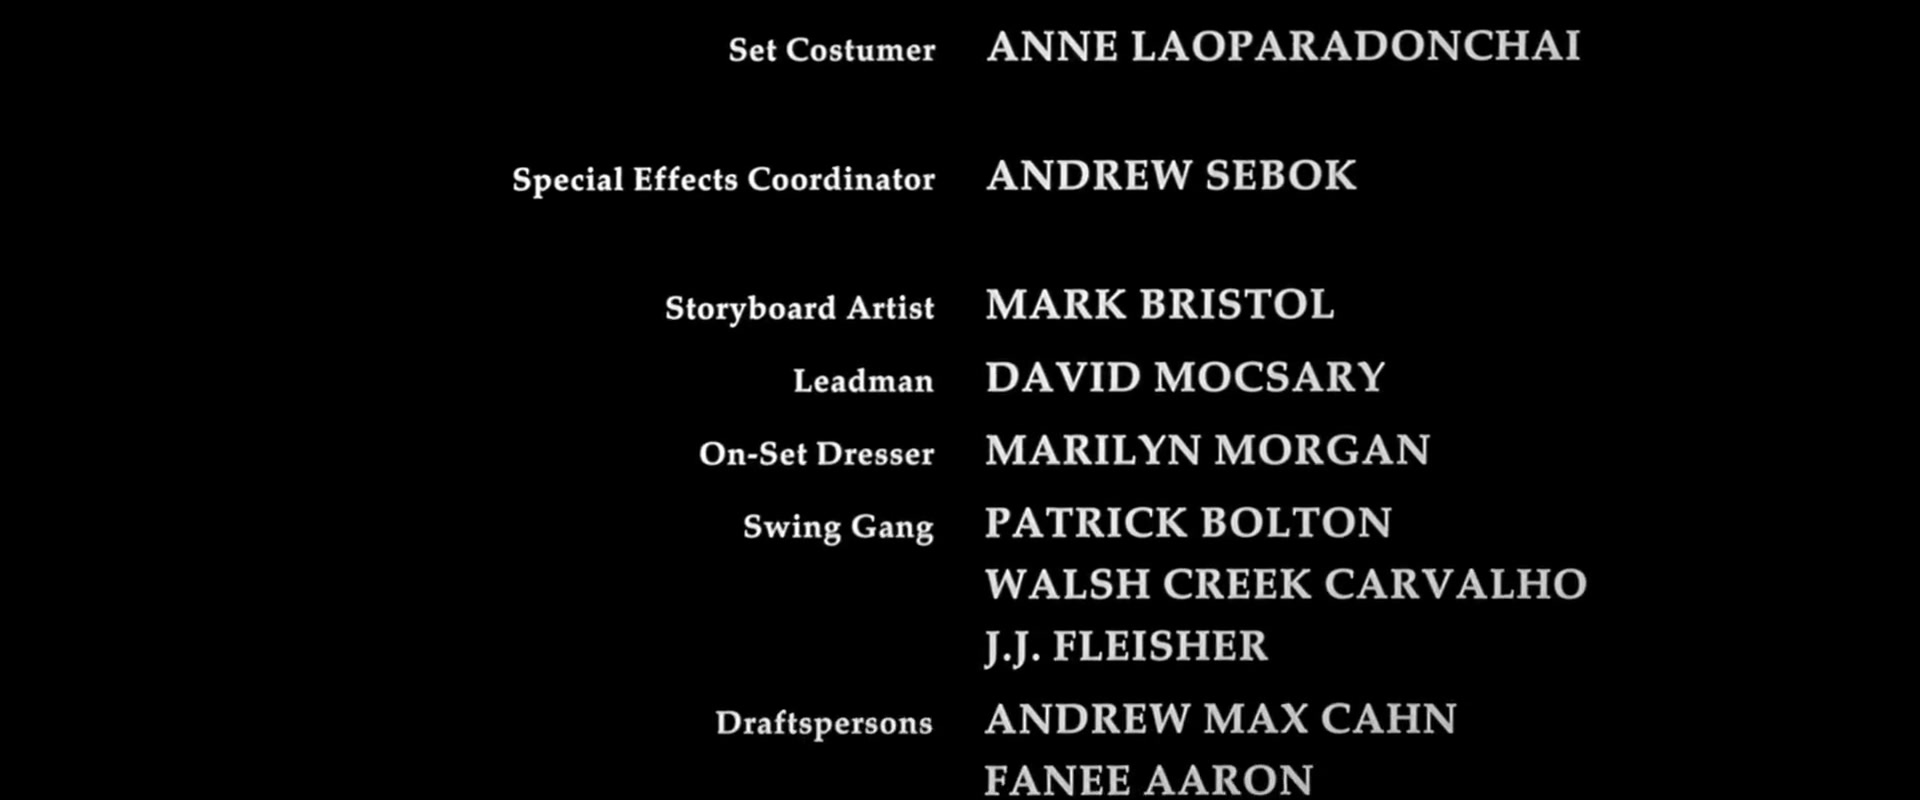 Set Costumer ANNE LAOPARADONCHAI
Special Effects Coordinator ANDREW SEBOK
Storyboard Artist MARK BRISTOL
Leadman DAVID MOCSARY
On-Set Dresser MARILYN MORGAN
Swing Gang PATRICK BOLTON
WALSH CREEK CARVALHO
J.J. FLEISHER
Draftspersons ANDREW MAX CAHN
FANEE AARON